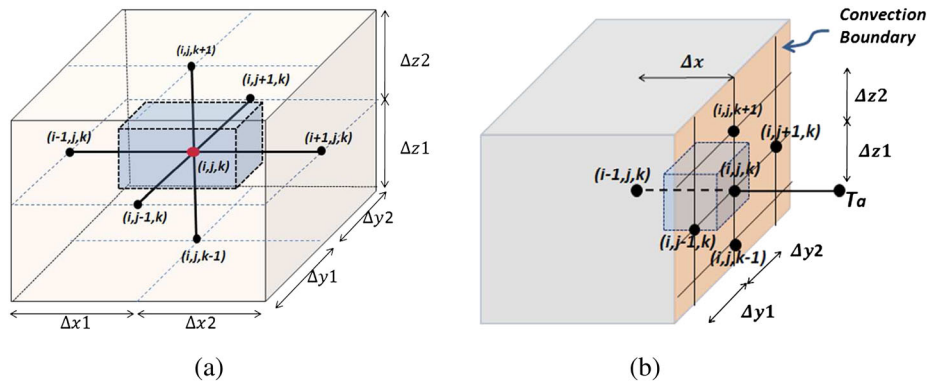 (i,j,k+1)
(i,j+1,k)
(i-1,j,k)
(i+1,j,k)
(i,j,k)
(i,j-1,k)
(i,j,k-1)
Δz2
Δz1
Δy2
Δy1
Δx1
Δx2
(a)
Convection
Boundary
Δx
Δz2
(i,j,k+1)
(i,j+1,k)
Δz1
(i-1,j,k)
(i,j,k)
Ta
(i,j-1,k)
(i,j,k-1)
Δy2
Δy1
(b)